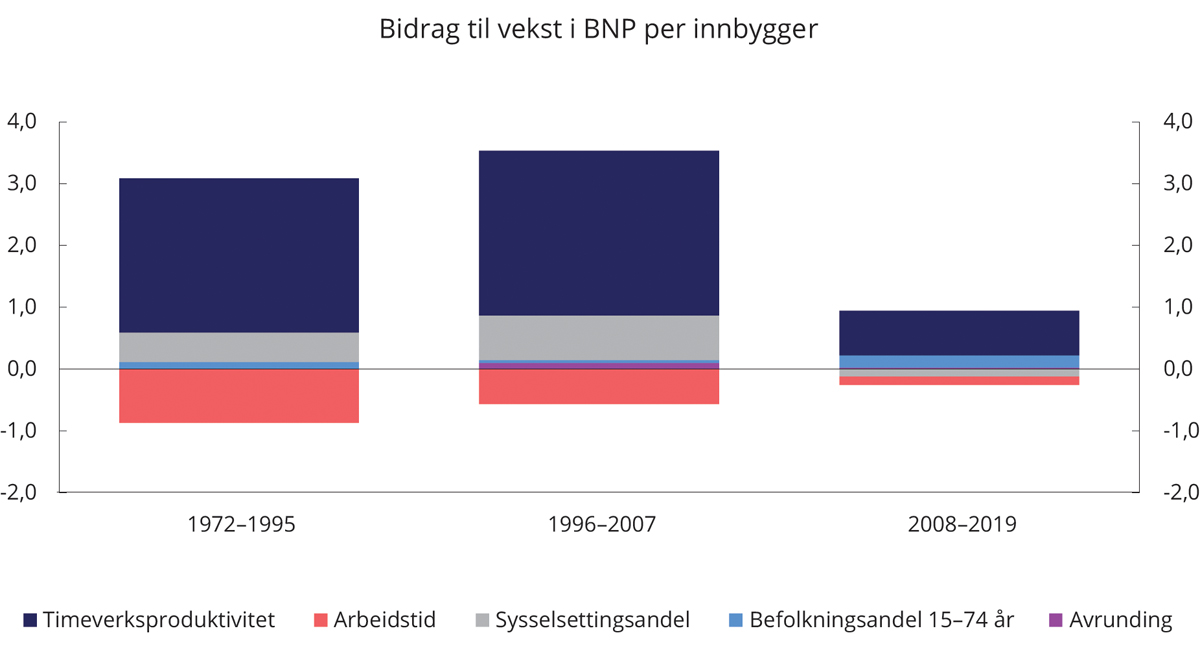 Bidrag til vekst i BNP per innbygger
4,0 4,0
3,0 3,0
2,0 2,0
1,0 1,0
0,0 0,0
-1,0 -1,0
-2,0 -2,0
1972–1995 1996–2007 2008–2019
Timeverksproduktivitet Arbeidstid Sysselsettingsandel Befolkningsandel 15–74 år Avrunding